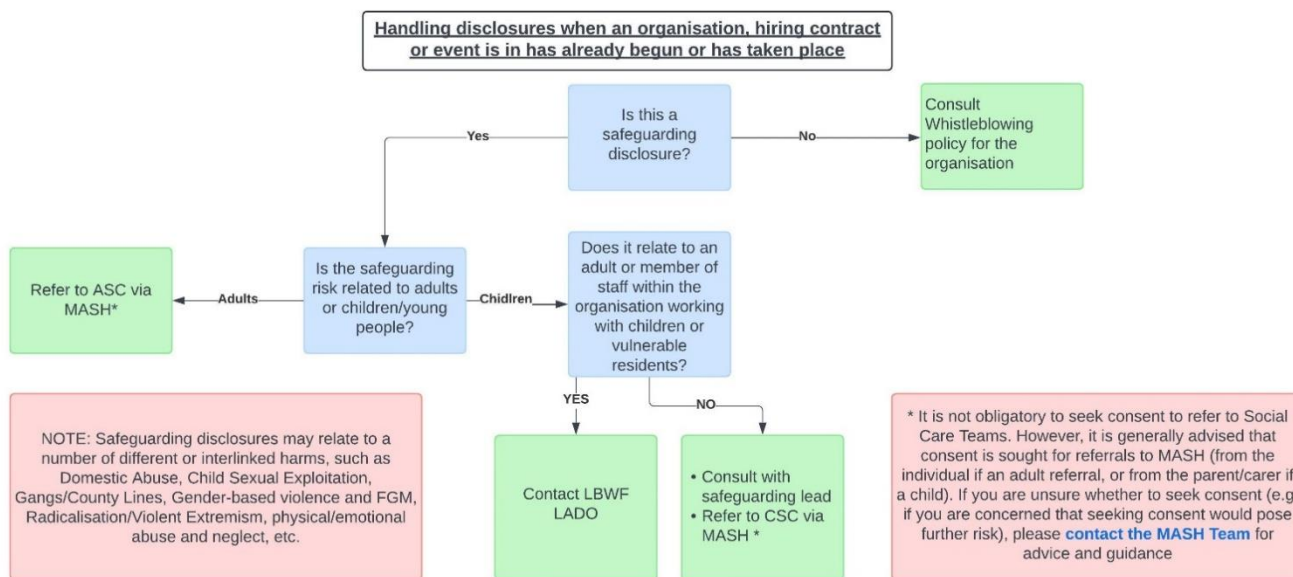 Handling disclosures when an organisation, hiring contract
or event is in has already begun or has taken place
Is this a
safeguarding
disclosure?
Yes
No
Consult
Whistleblowing
policy for the
organisation
Refer to ASC via
MASH*
Adults
Is the safeguarding
risk related to adults
or children/young
people?
Chidlren
Does it relate to an
adult or member of
staff within the
organisation working
with children or
vulnerable
residents?
YES
NO
NOTE: Safeguarding disclosures may relate to a
number of different or interlinked harms, such as
Domestic Abuse, Child Sexual Exploitation,
Gangs/County Lines, Gender-based violence and FGM,
Radicalisation/Violent Extremism, physical/emotional
abuse and neglect, etc.
Contact LBWF
LADO
• Consult with
safeguarding lead
• Refer to CSC via
MASH *
* It is not obligatory to seek consent to refer to Social
Care Teams. However, it is generally advised that
consent is sought for referrals to MASH (from the
individual if an adult referral, or from the parent/carer if
a child). If you are unsure whether to seek consent (e.g
if you are concerned that seeking consent would pose
further risk), please contact the MASH Team for
advice and guidance